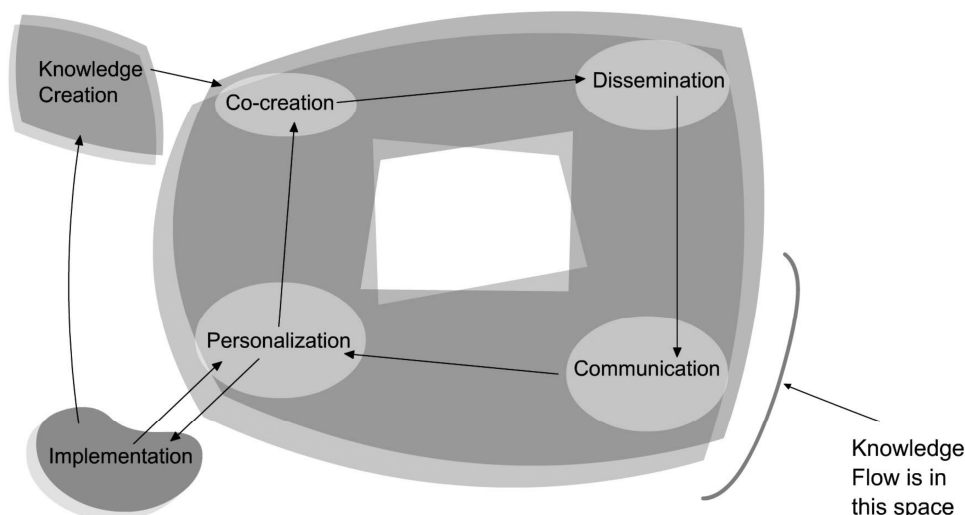 Knowledge
Creation
Co-creation
Dissemination
Personalization
Communication
Implementation
Knowledge
Flow is in
this space